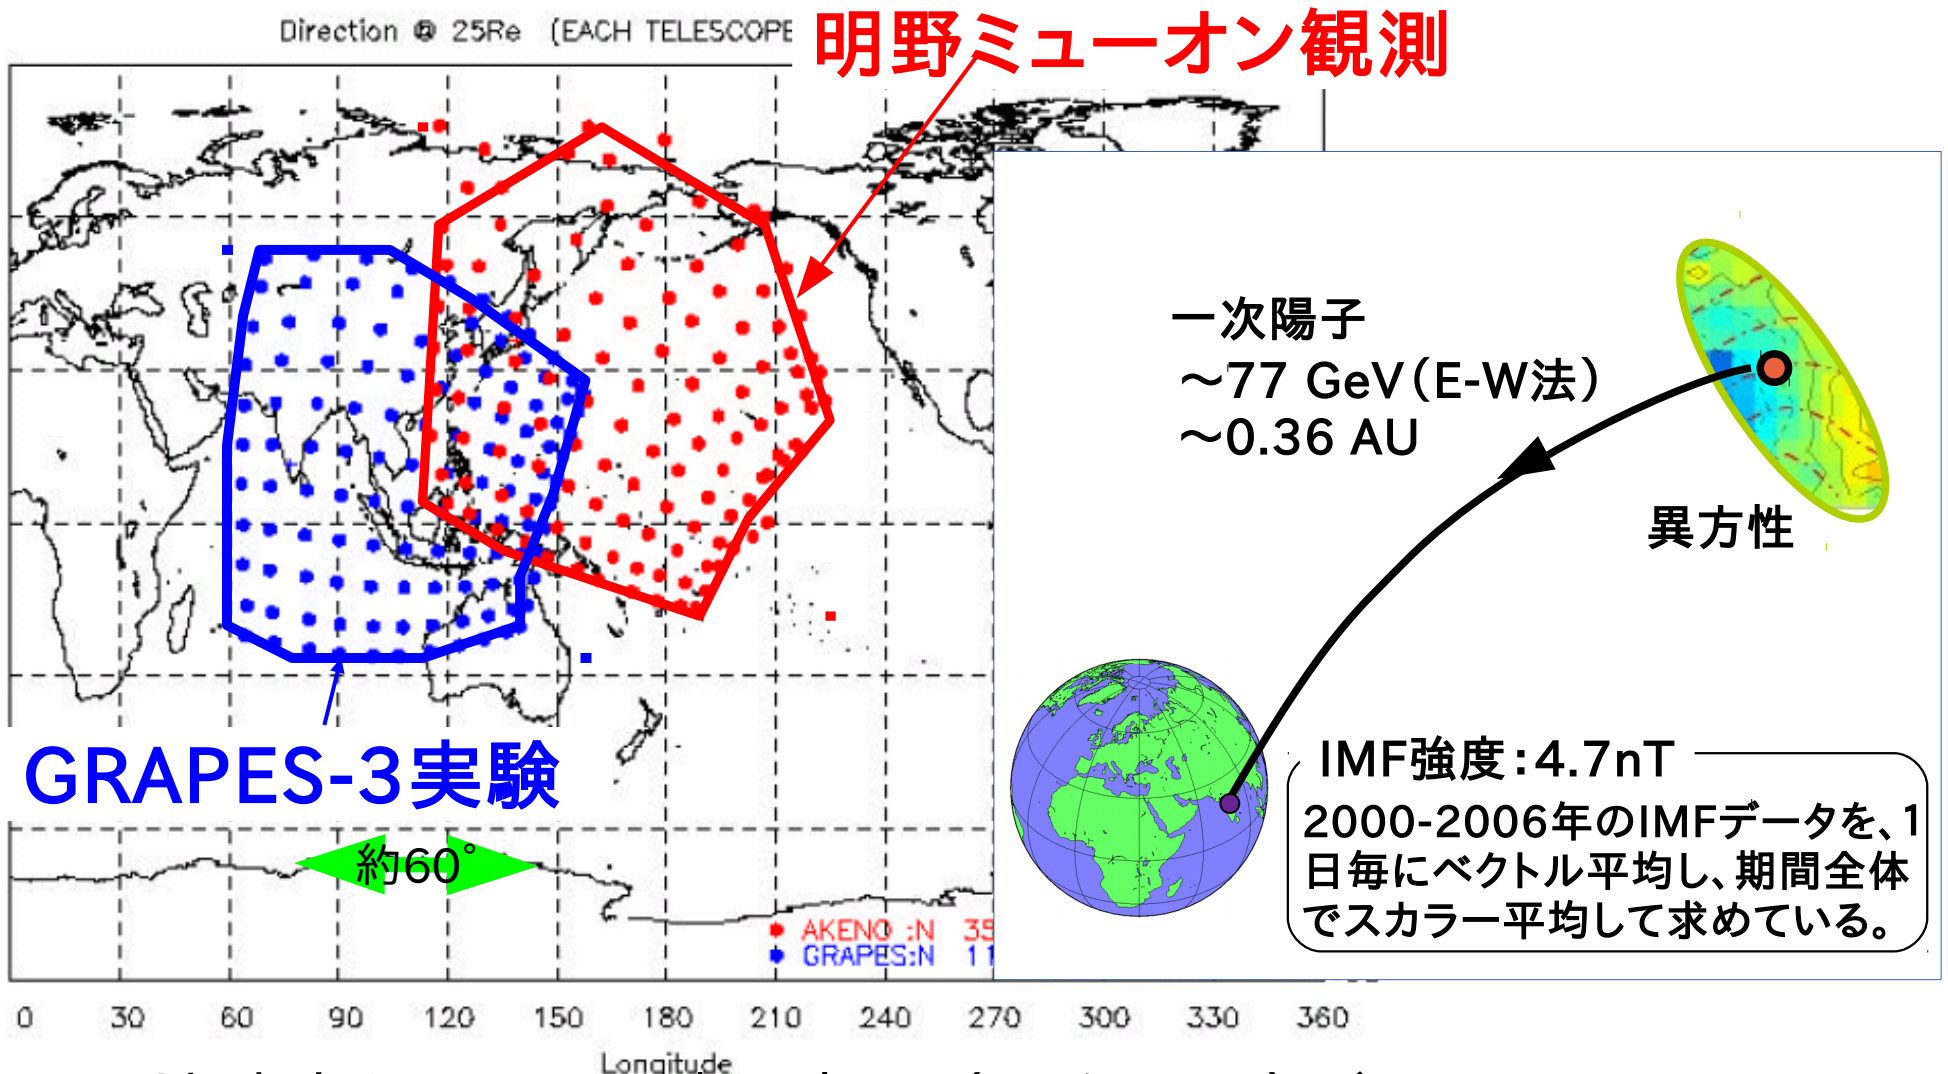 Direction @ 25Re (EACH TELESCOPE
明野ミューオン観測
一次陽子
～77 GeV（E-W法）
～0.36 AU
異方性
GRAPES-3実験
IMF強度：4.7nT
2000-2006年のIMFデータを、1
日毎にベクトル平均し、期間全体
でスカラー平均して求めている。
約60°
AKENO :N 35
GRAPES:N 11
0 30 60 90 120 150 180 210 240 270 300 330 360
Longitude